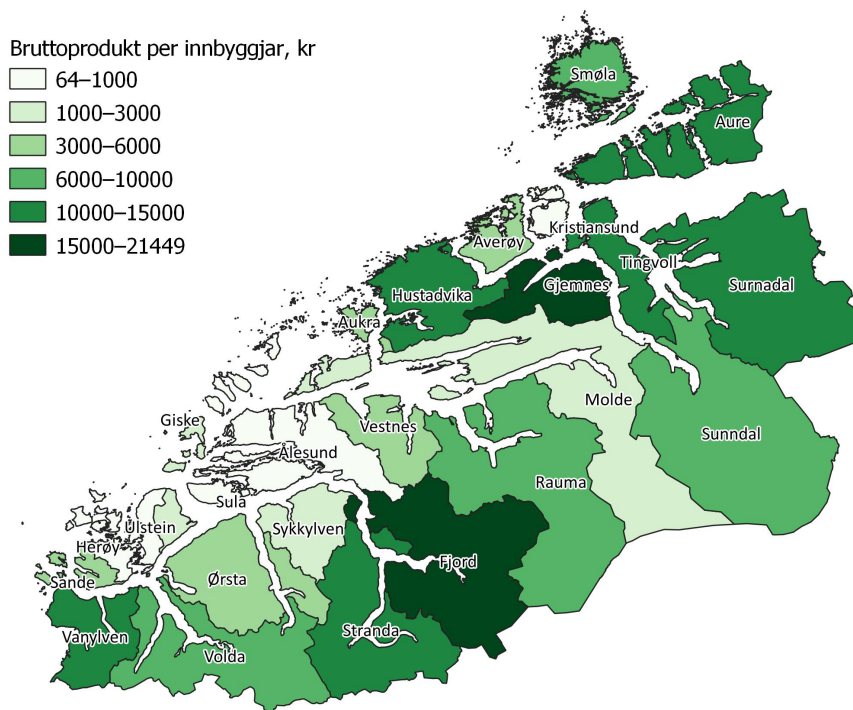 Bruttoprodukt per innbyggjar, kr
64–1000
1000–3000
3000–6000
6000–10000
10000–15000
15000–21449
Smøla
Aure
Kristiansund
Averøy
Tingvoll
Gjemnes
Surnadal
Hustadvika
Aukra
Molde
Giske
Vestnes
Sunndal
Ålesund
Rauma
Sula
Ulstein
Sykkylven
Herøy
Fjord
Ørsta
Sande
Stranda
Vanylven
Volda